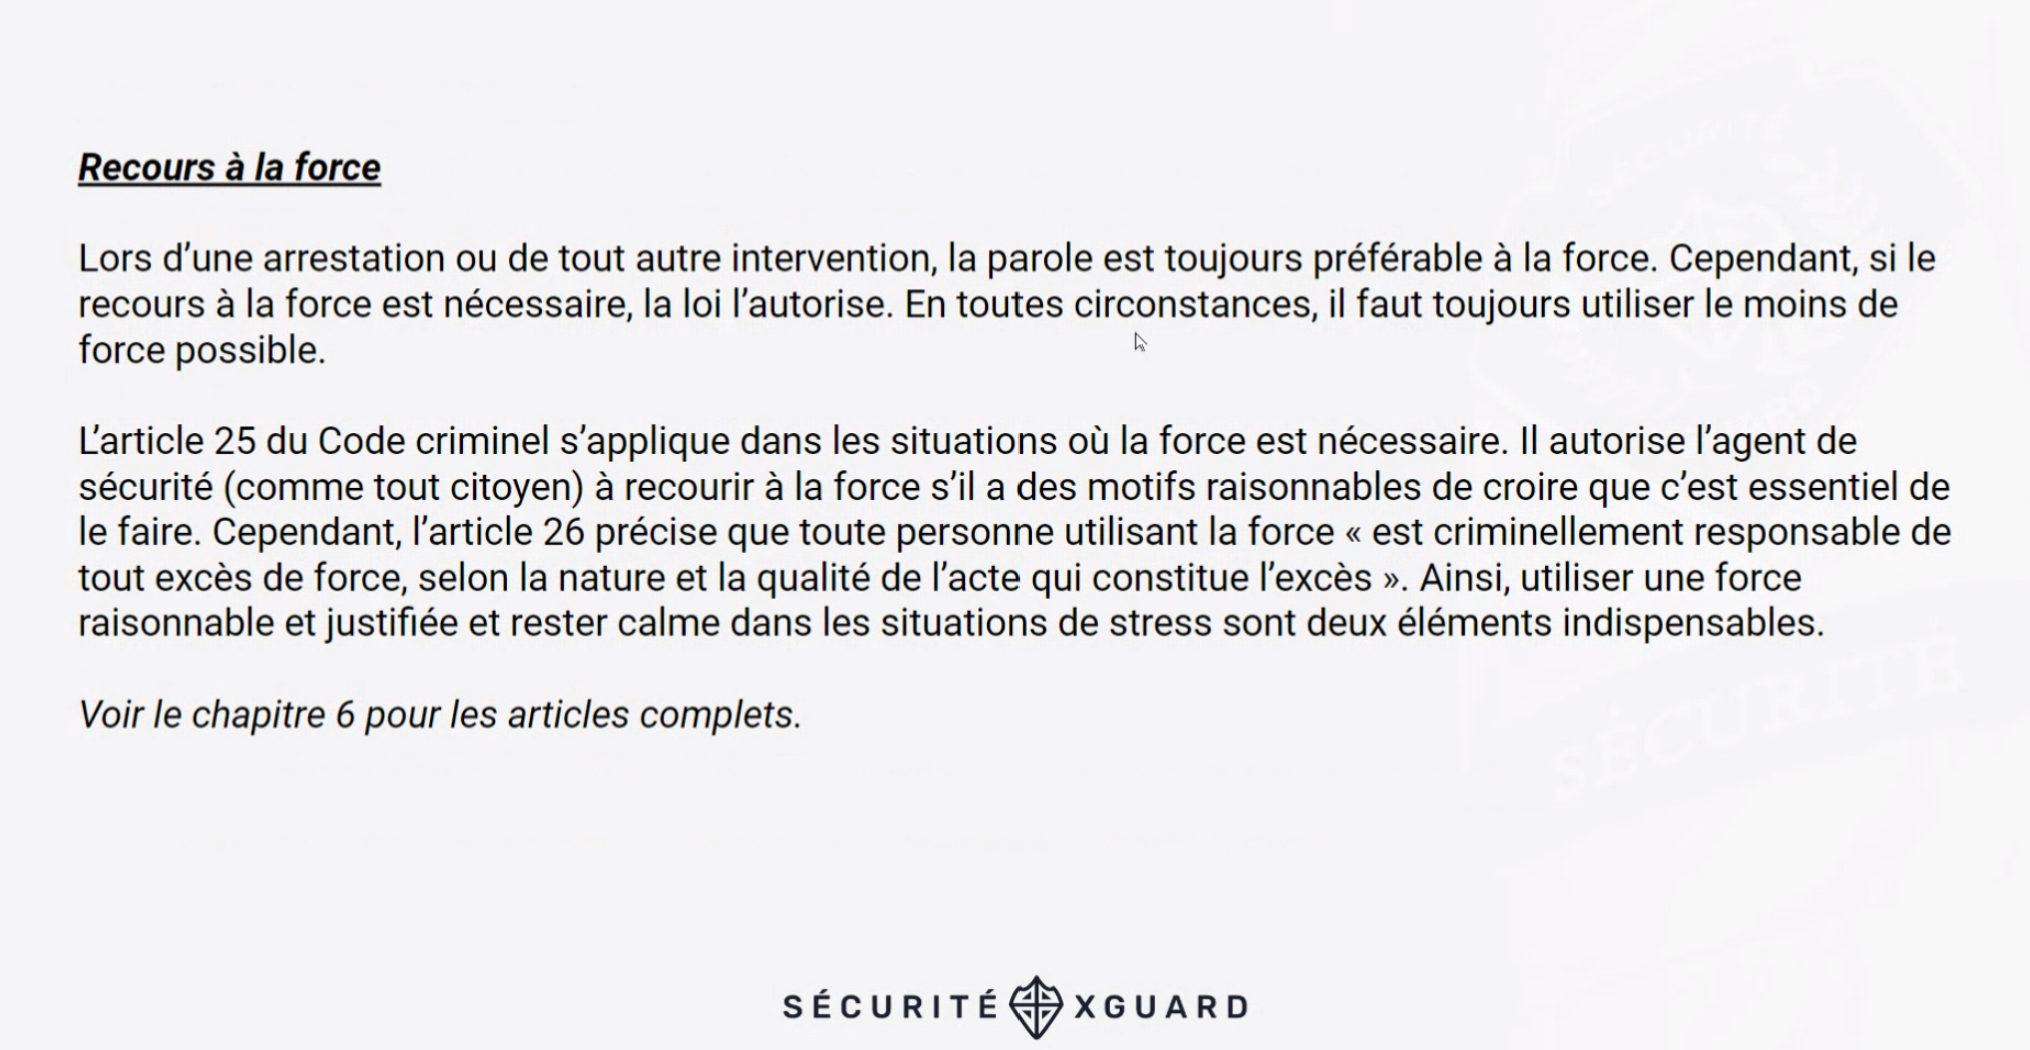 Recours à la force
Lors d’une arrestation ou de tout autre intervention, la parole est toujours préférable à la force. Cependant, si le
recours à la force est nécessaire, la loi l’autorise. En toutes circonstances, il faut toujours utiliser le moins de
force possible.
L’article 25 du Code criminel s’applique dans les situations où la force est nécessaire. Il autorise l’agent de
sécurité (comme tout citoyen) à recourir à la force s’il a des motifs raisonnables de croire que c’est essentiel de
le faire. Cependant, l’article 26 précise que toute personne utilisant la force « est criminellement responsable de
tout excès de force, selon la nature et la qualité de l’acte qui constitue l’excès ». Ainsi, utiliser une force
raisonnable et justifiée et rester calme dans les situations de stress sont deux éléments indispensables.
Voir le chapitre 6 pour les articles complets.
SÉCURITÉ
SÉCURITÉ
SÉCURITÉ XGUARD